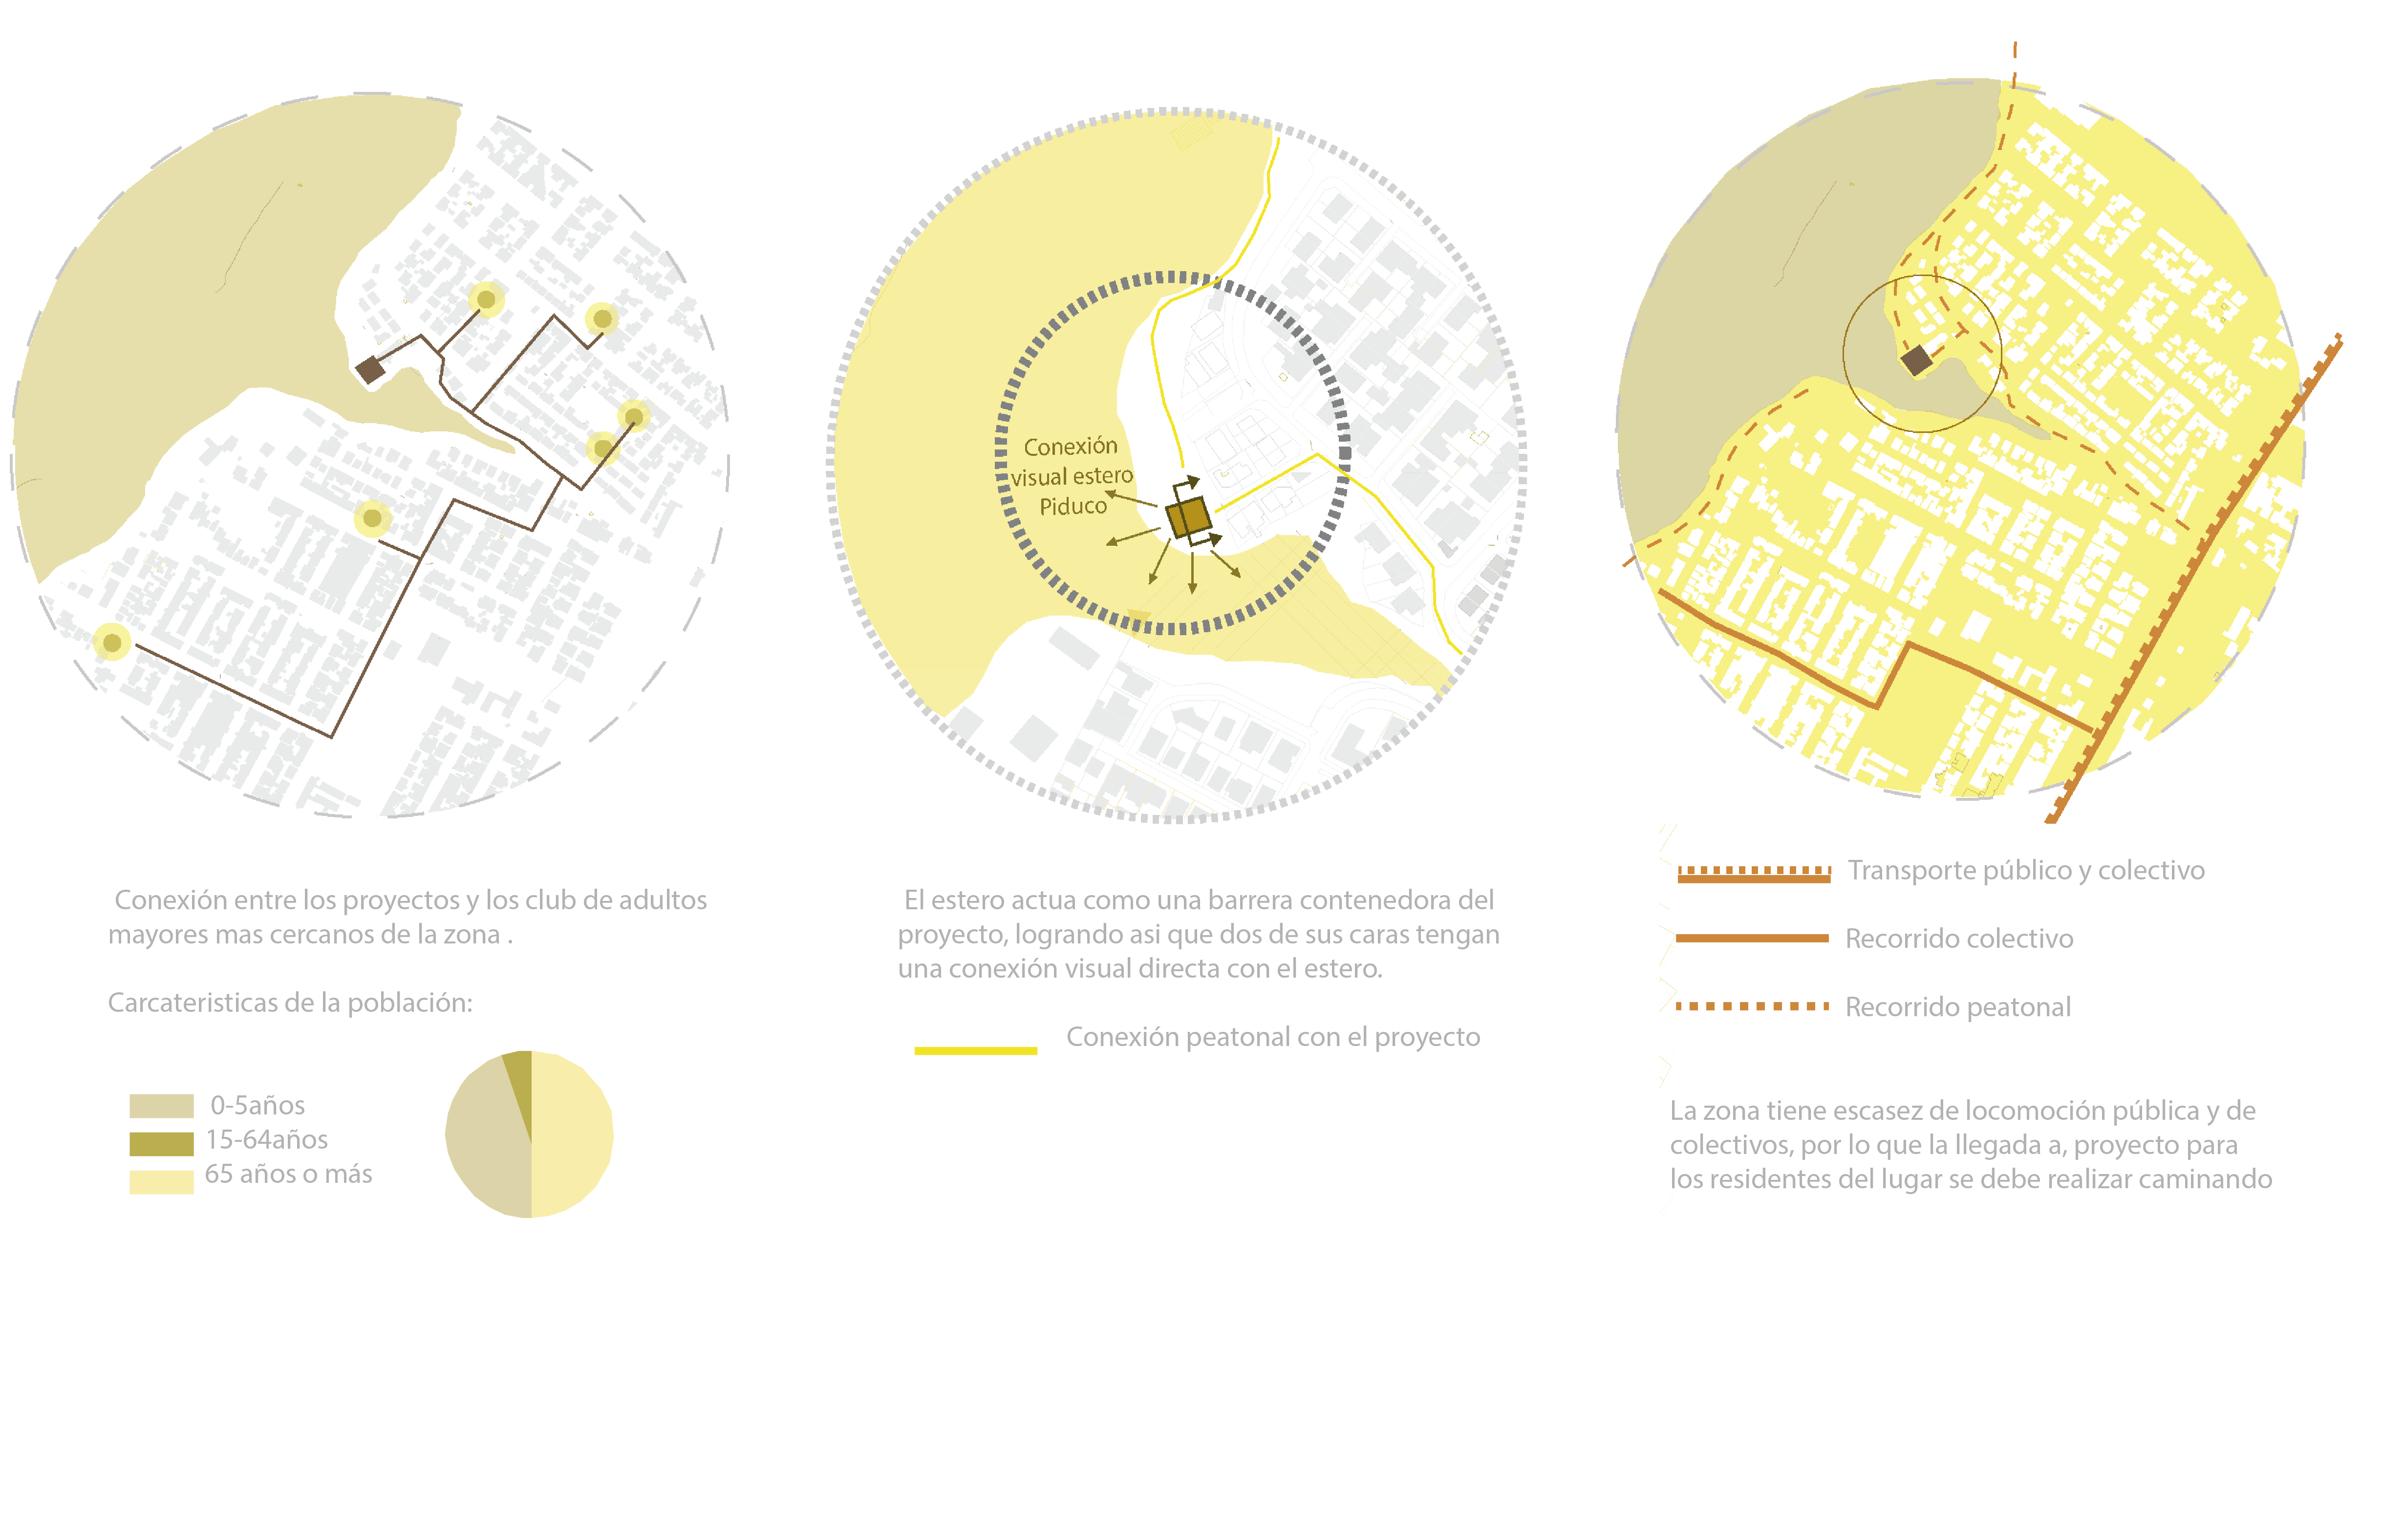 Conexión
visual estero
Piduco
Conexión entre los proyectos y los club de adultos
mayores mas cercanos de la zona .
Carcateristicas de la población:
0-5años
15-64años
65 años o más
El estero actua como una barrera contenedora del
proyecto, logrando asi que dos de sus caras tengan
una conexión visual directa con el estero.
Conexión peatonal con el proyecto
Transporte público y colectivo
Recorrido colectivo
Recorrido peatonal
La zona tiene escasez de locomoción pública y de
colectivos, por lo que la llegada a, proyecto para
los residentes del lugar se debe realizar caminando